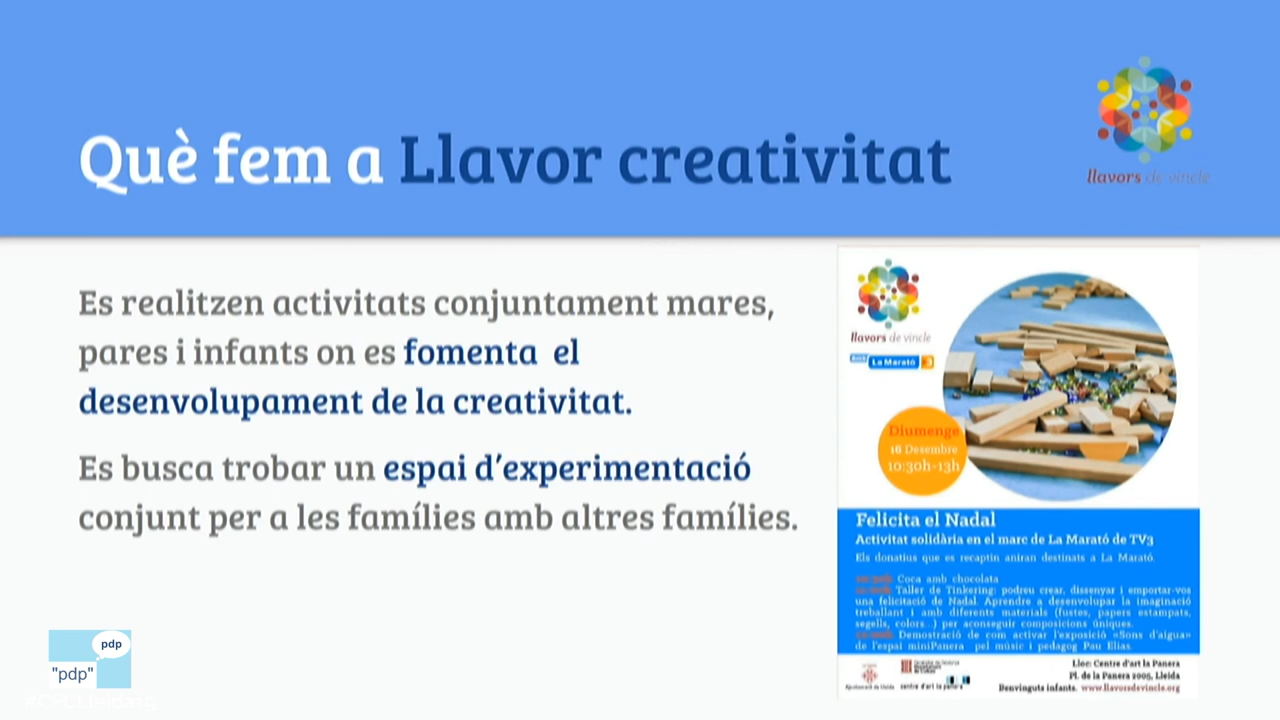 Què fem a Llavor creativitat
llavors de vincle
Es realitzen activitats conjuntament mares,
pares i infants on es fomenta el
desenvolupament de la creativitat.
Es busca trobar un espai d'experimentació
conjunt per a les famílies amb altres famílies.
llavors de vincle
La Marató
Diumenge
16 Desembre
10:30h-13h
Felicita el Nadal
Activitat solidària en el marc de La Marató de TV3
Els donatius que es recaptin aniran destinats a La Marató.
Coca amb chocolata
Taller de Tinkering: podreu crear, dissenyar i emportar-vos
una felicitació de Nadal. Aprendre a desenvolupar la imaginació
treballant i amb diferents materials (fustes, papers estampats,
segells, colors...) per aconseguir composicions úniques.
Demostració de com activar l'exposició «Sons d'aigua»
de l'espai miniPanera pel músic i pedagog Pau Elias.
Ajuntament de Lleida
centre d'art la panera
Lloc: Centre d'art la Panera
Pl. de la Panera 2005, Lleida
Benvinguts infants. www.llavorsdevincle.org
pdp
"pdp"